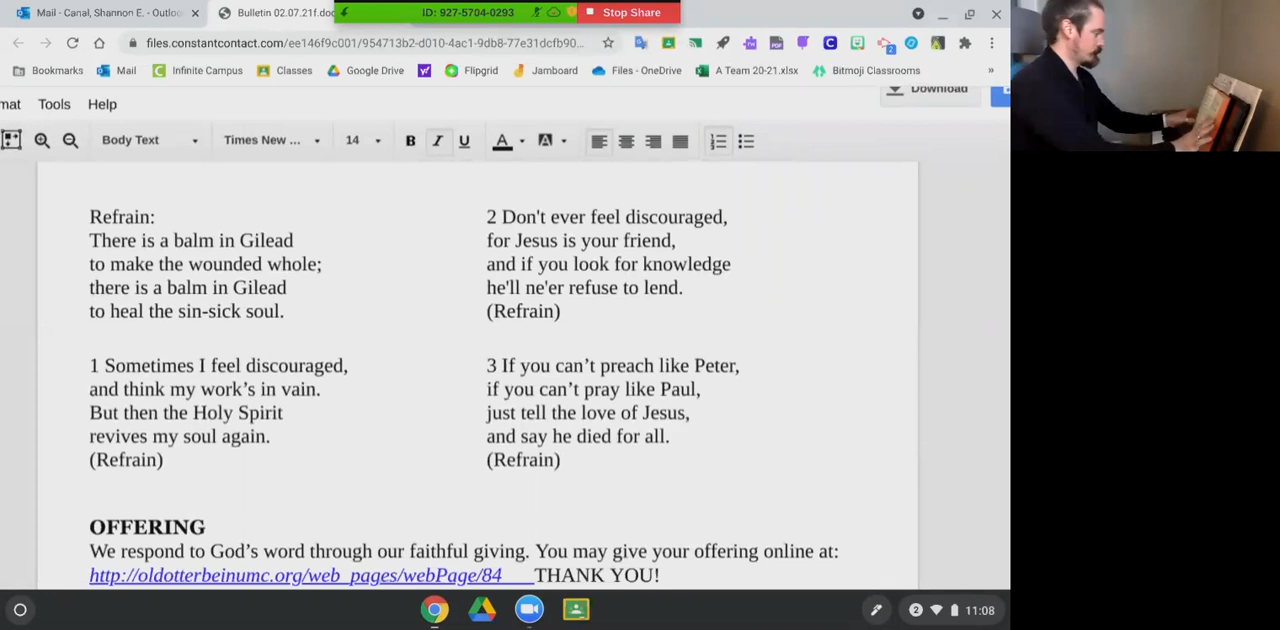 Mail - Canal, Shannon E. - Outlo
Bulletin 02.07.21f.doc
ID: 927-5704-0293
Stop Share
files.constantcontact.com/ee146f9c001/954713b2-d010-4ac1-9db8-77e31dcfb90...
Bookmarks
Mail
Infinite Campus
Classes
Google Drive
Flipgrid
Jamboard
Files - OneDrive
A Team 20-21.xlsx
Bitmoji Classrooms
»
mat Tools Help
Download
Body Text
Times New ...
14
B I U A
Refrain:
There is a balm in Gilead
to make the wounded whole;
there is a balm in Gilead
to heal the sin-sick soul.
1 Sometimes I feel discouraged,
and think my work’s in vain.
But then the Holy Spirit
revives my soul again.
(Refrain)
2 Don't ever feel discouraged,
for Jesus is your friend,
and if you look for knowledge
he'll ne'er refuse to lend.
(Refrain)
3 If you can’t preach like Peter,
if you can’t pray like Paul,
just tell the love of Jesus,
and say he died for all.
(Refrain)
OFFERING
We respond to God’s word through our faithful giving. You may give your offering online at:
http://oldotterbeinumc.org/web_pages/webPage/84 THANK YOU!
2
11:08